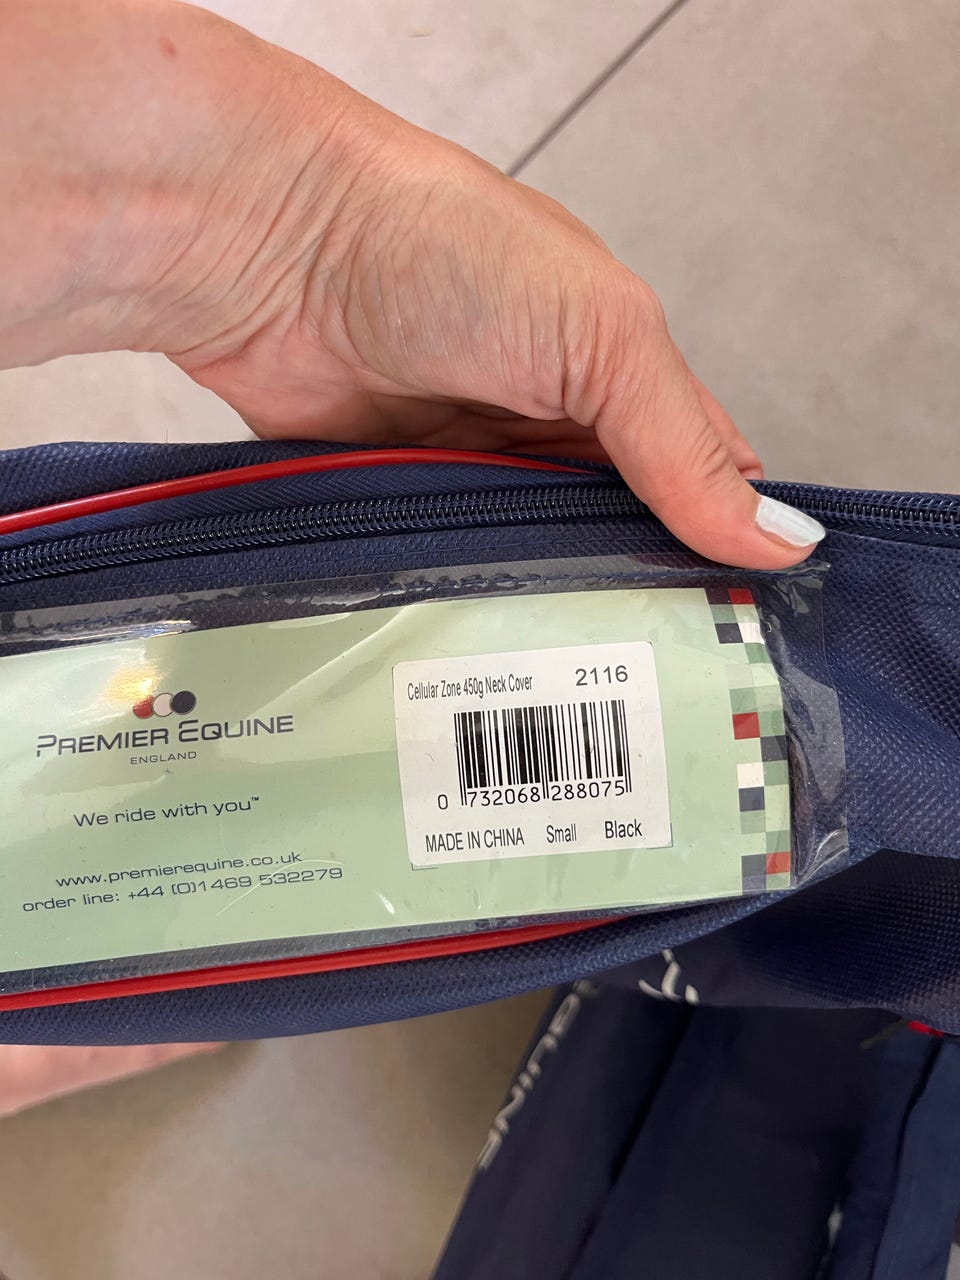 PREMIER EQUINE
ENGLAND
We ride with you™
www.premierequine.co.uk
order line: +44 (0)1469 532279
Cellular Zone 450g Neck Cover 2116
0 732068 288075
MADE IN CHINA Small Black